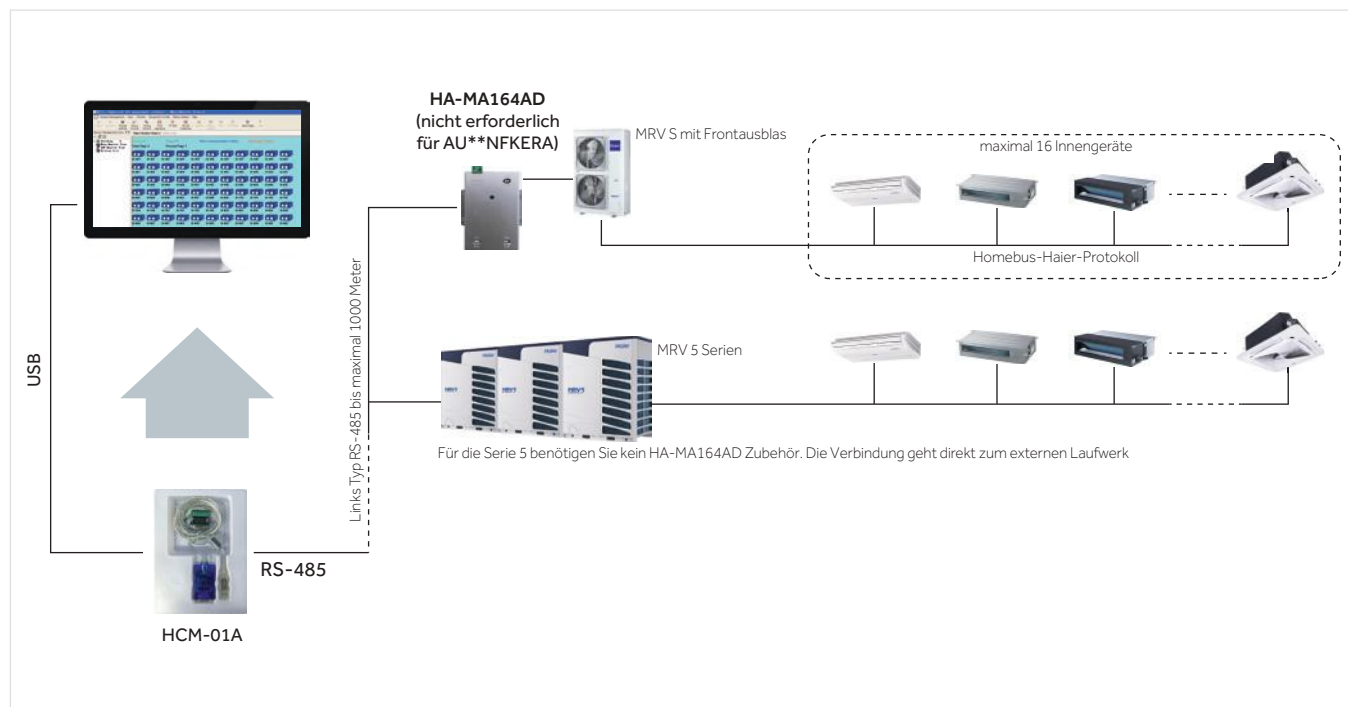 HA-MA164AD
(nicht erforderlich
für AU**NFKERA)
MRV S mit Frontausblas
maximal 16 Innengeräte
Homebus-Haier-Protokoll
USB
Links Typ RS-485 bis maximal 1000 Meter
MRV 5 Serien
Für die Serie 5 benötigen Sie kein HA-MA164AD Zubehör. Die Verbindung geht direkt zum externen Laufwerk
RS-485
HCM-01A